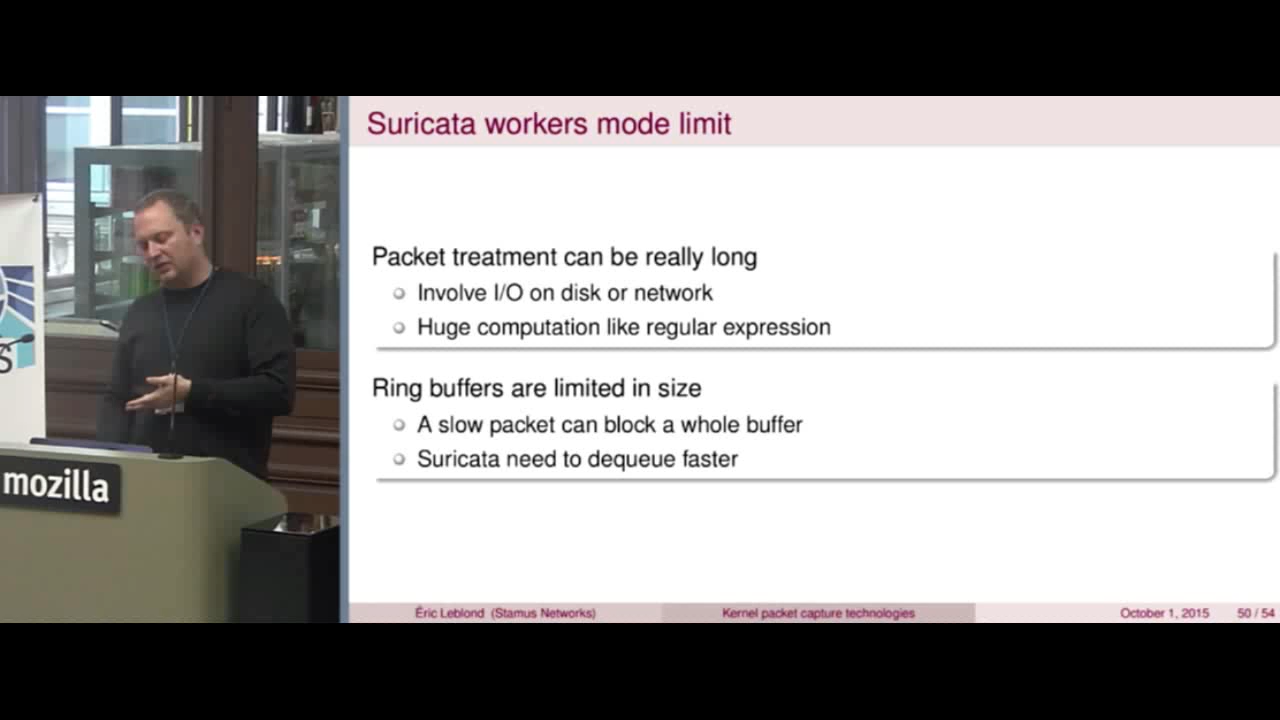 Suricata workers mode limit
Packet treatment can be really long
Involve I/O on disk or network
Huge computation like regular expression
Ring buffers are limited in size
A slow packet can block a whole buffer
Suricata need to dequeue faster
mozilla
S
Éric Leblond (Stamus Networks)
Kernel packet capture technologies
October 1, 2015
50 / 54